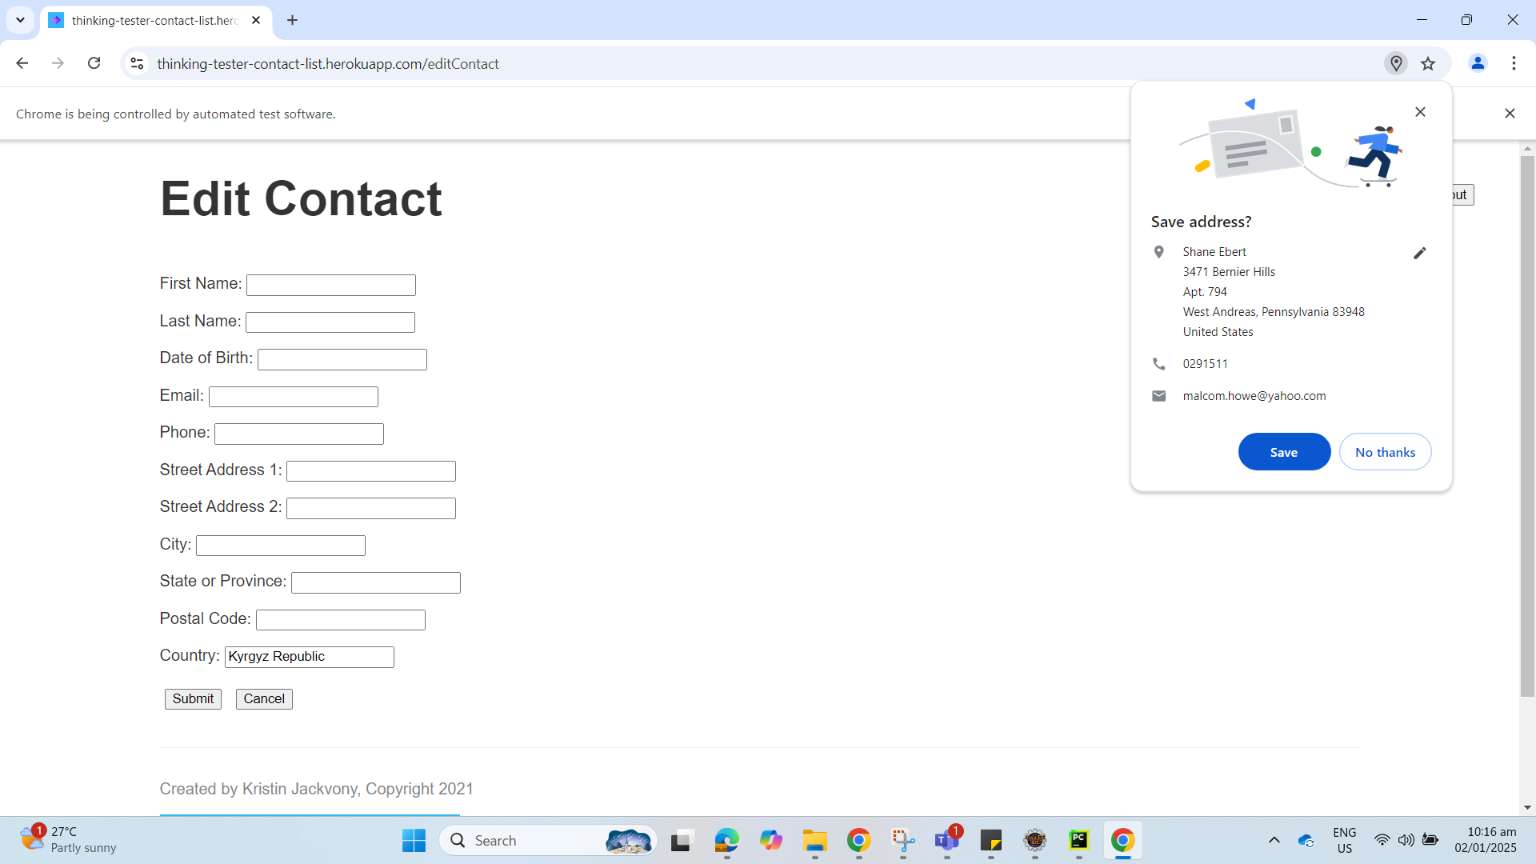 thinking-tester-contact-list.herc
thinking-tester-contact-list.herokuapp.com/editContact
Chrome is being controlled by automated test software.
Edit Contact
out
First Name:
Last Name:
Date of Birth:
Email:
Phone:
Street Address 1:
Street Address 2:
City:
State or Province:
Postal Code:
Country: Kyrgyz Republic
Submit Cancel
Created by Kristin Jackvony, Copyright 2021
Save address?
Shane Ebert
3471 Bernier Hills
Apt. 794
West Andreas, Pennsylvania 83948
United States
0291511
malcom.howe@yahoo.com
Save No thanks
1
27°C
Partly sunny
Search
1
PC
ENG
US
10:16 am
02/01/2025